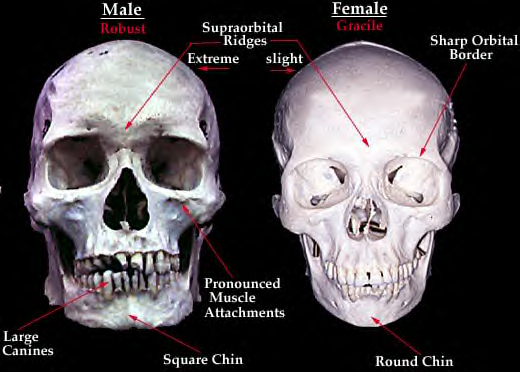 Male
Robust
Female
Gracile
Supraorbital
Ridges
Extreme
slight
Sharp Orbital
Border
Pronounced
Muscle
Attachments
Large
Canines
Square Chin
Round Chin